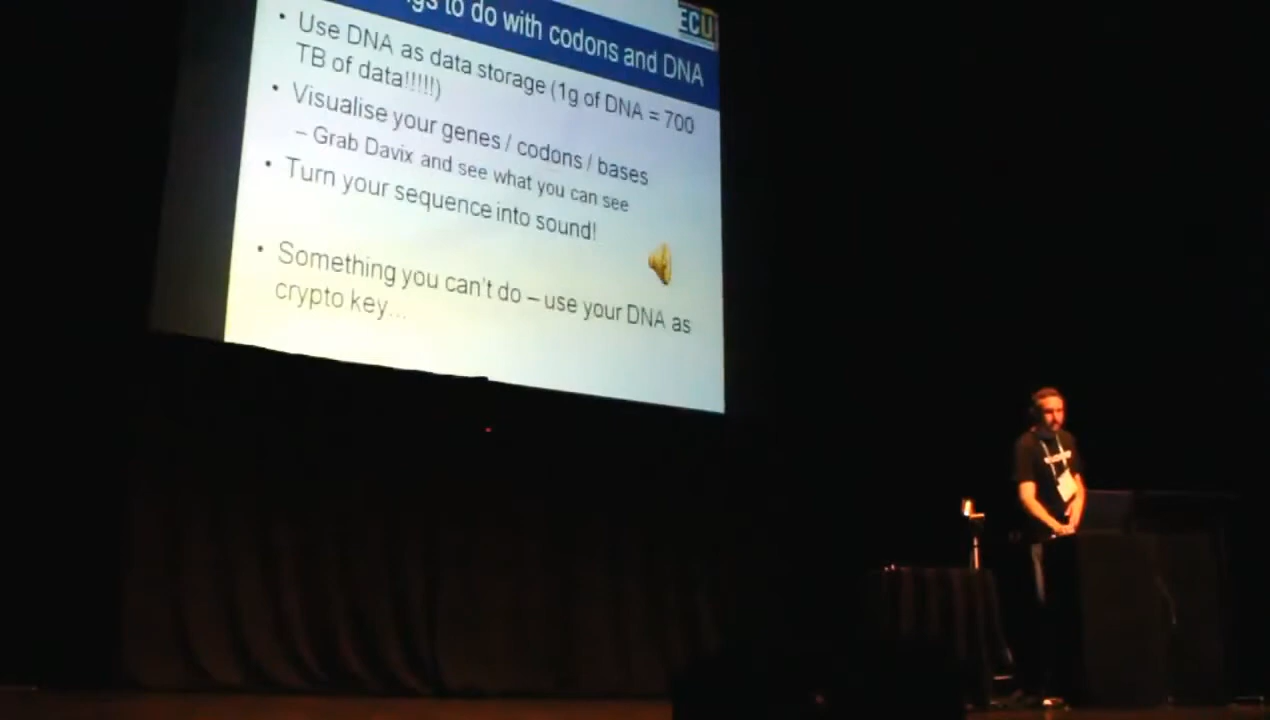 to do with codons and DNA
ECU
• Use DNA as data storage (1g of DNA = 700
TB of data!!!!!)
• Visualise your genes / codons / bases
– Grab Davix and see what you can see
• Turn your sequence into sound!
• Something you can't do – use your DNA as
crypto key...